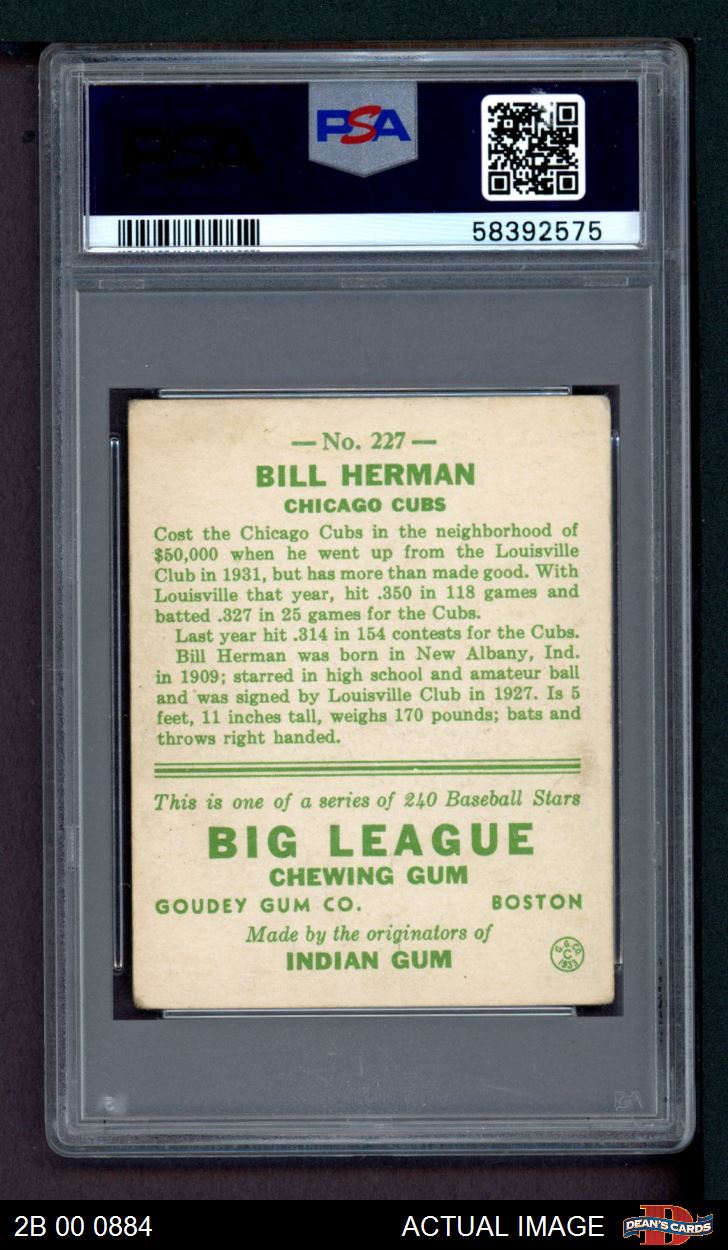 PSA
PSA
58392575
— No. 227 —
BILL HERMAN
CHICAGO CUBS
Cost the Chicago Cubs in the neighborhood of
$50,000 when he went up from the Louisville
Club in 1931, but has more than made good. With
Louisville that year, hit .350 in 118 games and
batted .327 in 25 games for the Cubs.
Last year hit .314 in 154 contests for the Cubs.
Bill Herman was born in New Albany, Ind.
in 1909; starred in high school and amateur ball
and was signed by Louisville Club in 1927. Is 5
feet, 11 inches tall, weighs 170 pounds; bats and
throws right handed.
This is one of a series of 240 Baseball Stars
BIG LEAGUE
CHEWING GUM
GOUDEY GUM CO. BOSTON
Made by the originators of
INDIAN GUM
G.G.CO.
C
1933
PSA
2B 00 0884 ACTUAL IMAGE D DEAN'S CARDS